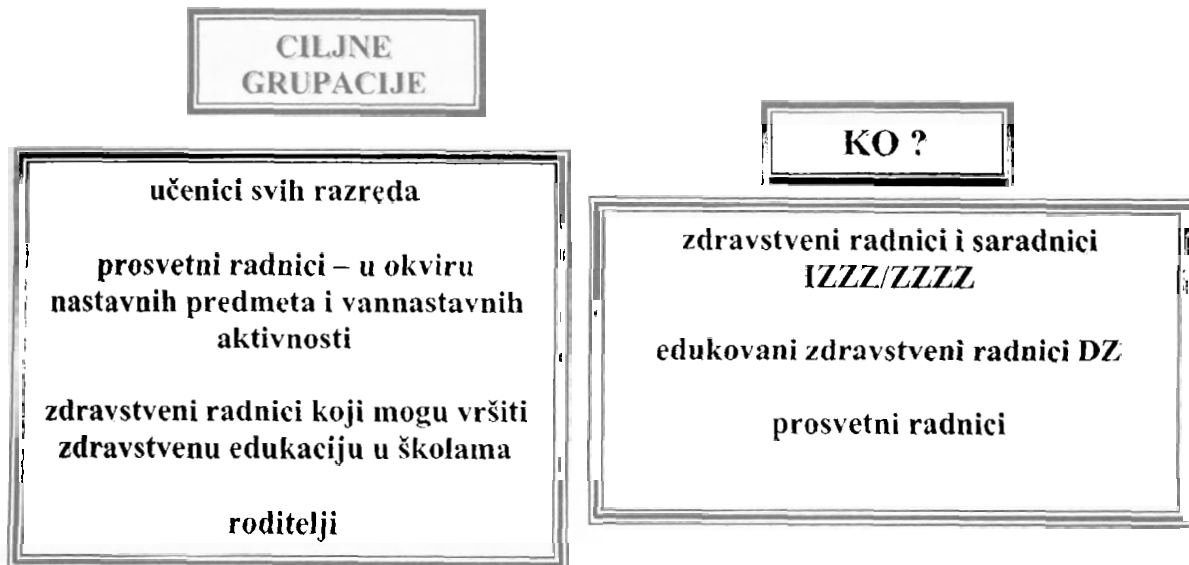 CILJNE
GRUPACIJE
učenici svih razreda
prosvetni radnici – u okviru
nastavnih predmeta i vannastavnih
aktivnosti
zdravstveni radnici koji mogu vršiti
zdravstvenu edukaciju u školama
roditelji
KO ?
zdravstveni radnici i saradnici
IZZZ/ZZZZ
edukovani zdravstveni radnici DZ
prosvetni radnici